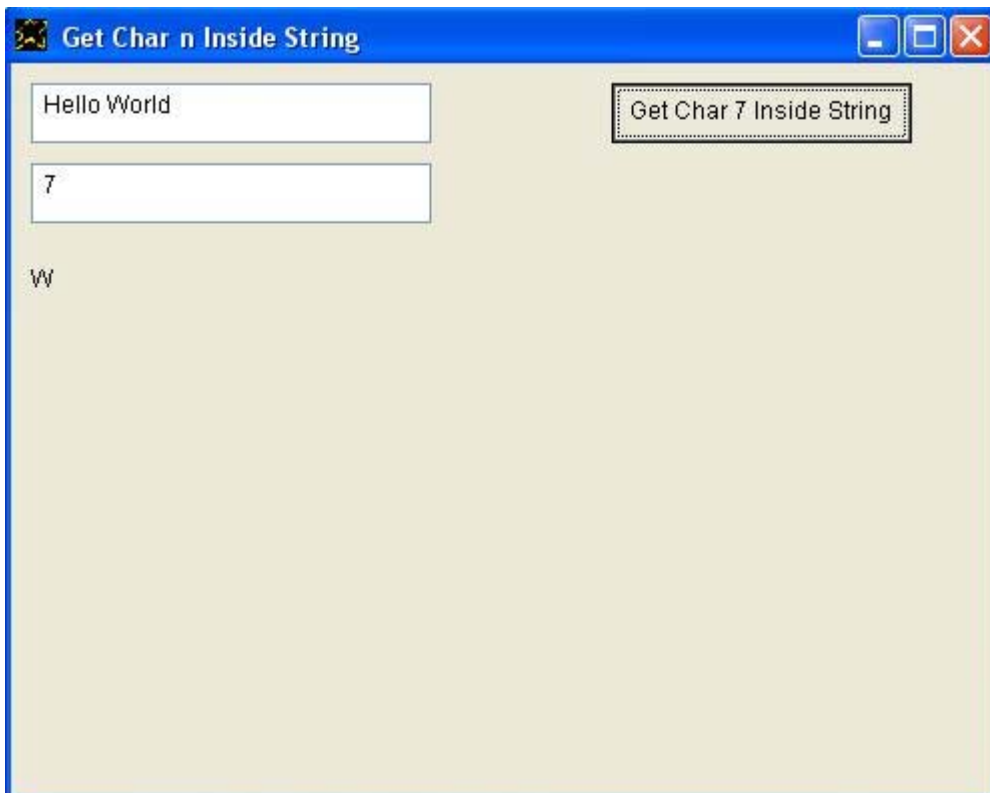 Get Char n Inside String
Hello World
Get Char 7 Inside String
7
W